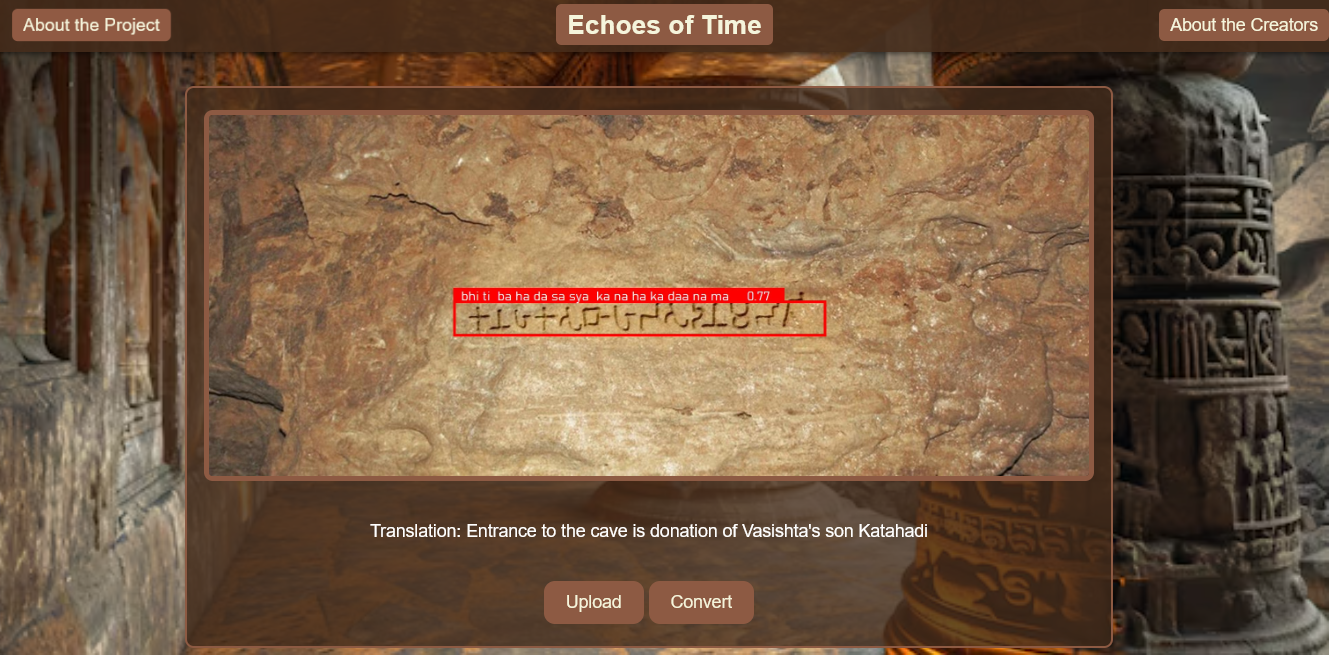 About the Project
Echoes of Time
About the Creators
bhi ti ba ha da sa sya ka na ha ka daa na ma 0.77
Translation: Entrance to the cave is donation of Vasishta's son Katahadi
Upload
Convert